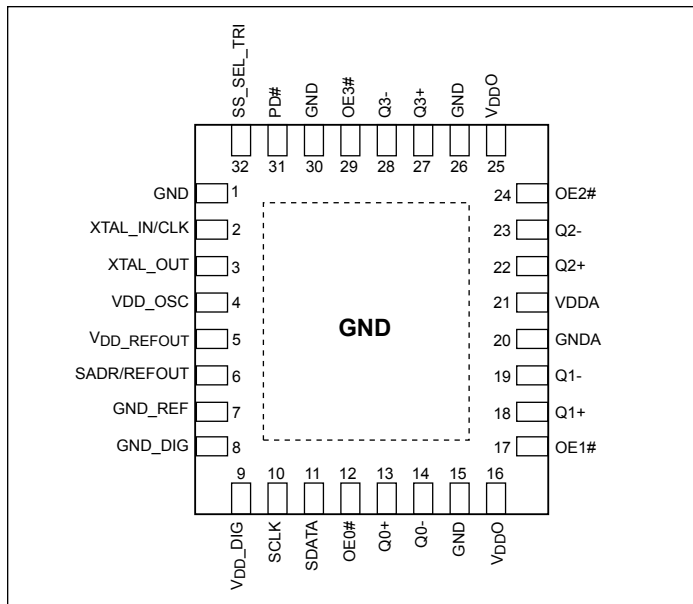 SS_SEL_TRI
PD#
GND
OE3#
Q3-
Q3+
GND
VDDO
32 31 30 29 28 27 26 25
GND 1
XTAL_IN/CLK 2
XTAL_OUT 3
VDD_OSC 4
VDD_REFOUT 5
SADR/REFOUT 6
GND_REF 7
GND_DIG 8
GND
24 OE2#
23 Q2-
22 Q2+
21 VDDA
20 GNDA
19 Q1-
18 Q1+
17 OE1#
9 10 11 12 13 14 15 16
VDD_DIG
SCLK
SDATA
OE0#
Q0+
Q0-
GND
VDDO